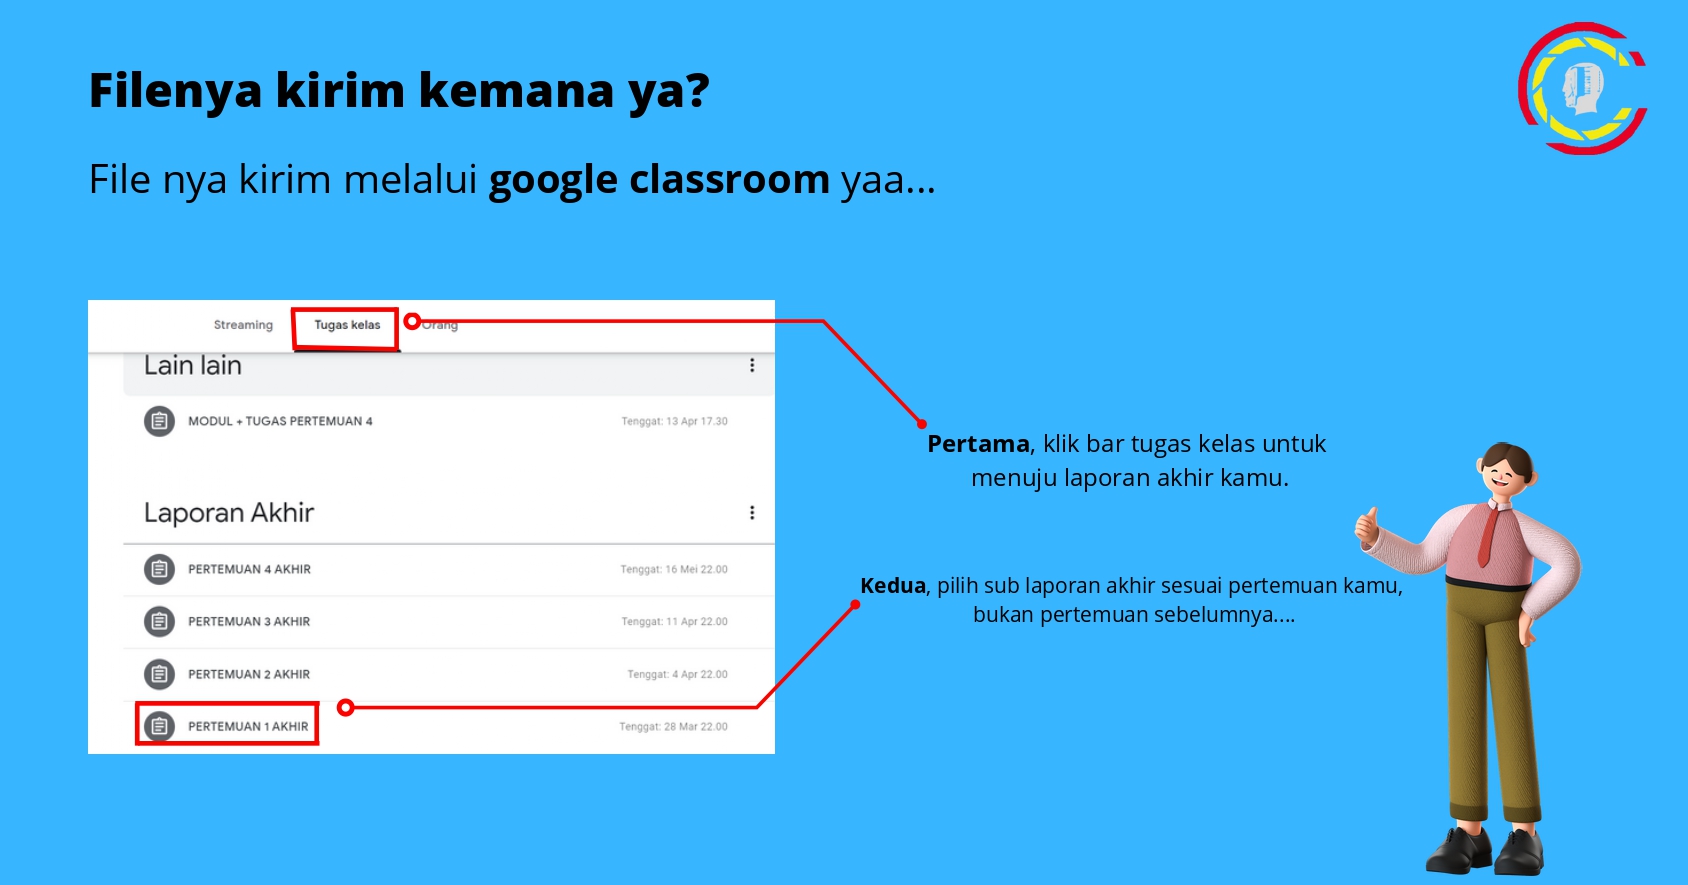 Filenya kirim kemana ya?
File nya kirim melalui google classroom yaa...
Streaming
Tugas kelas
Orang
Lain lain
MODUL + TUGAS PERTEMUAN 4
Tenggat: 13 Apr 17.30
Laporan Akhir
PERTEMUAN 4 AKHIR
Tenggat: 16 Mei 22.00
PERTEMUAN 3 AKHIR
Tenggat: 11 Apr 22.00
PERTEMUAN 2 AKHIR
Tenggat: 4 Apr 22.00
PERTEMUAN 1 AKHIR
Tenggat: 28 Mar 22.00
Pertama, klik bar tugas kelas untuk
menuju laporan akhir kamu.
Kedua, pilih sub laporan akhir sesuai pertemuan kamu,
bukan pertemuan sebelumnya....